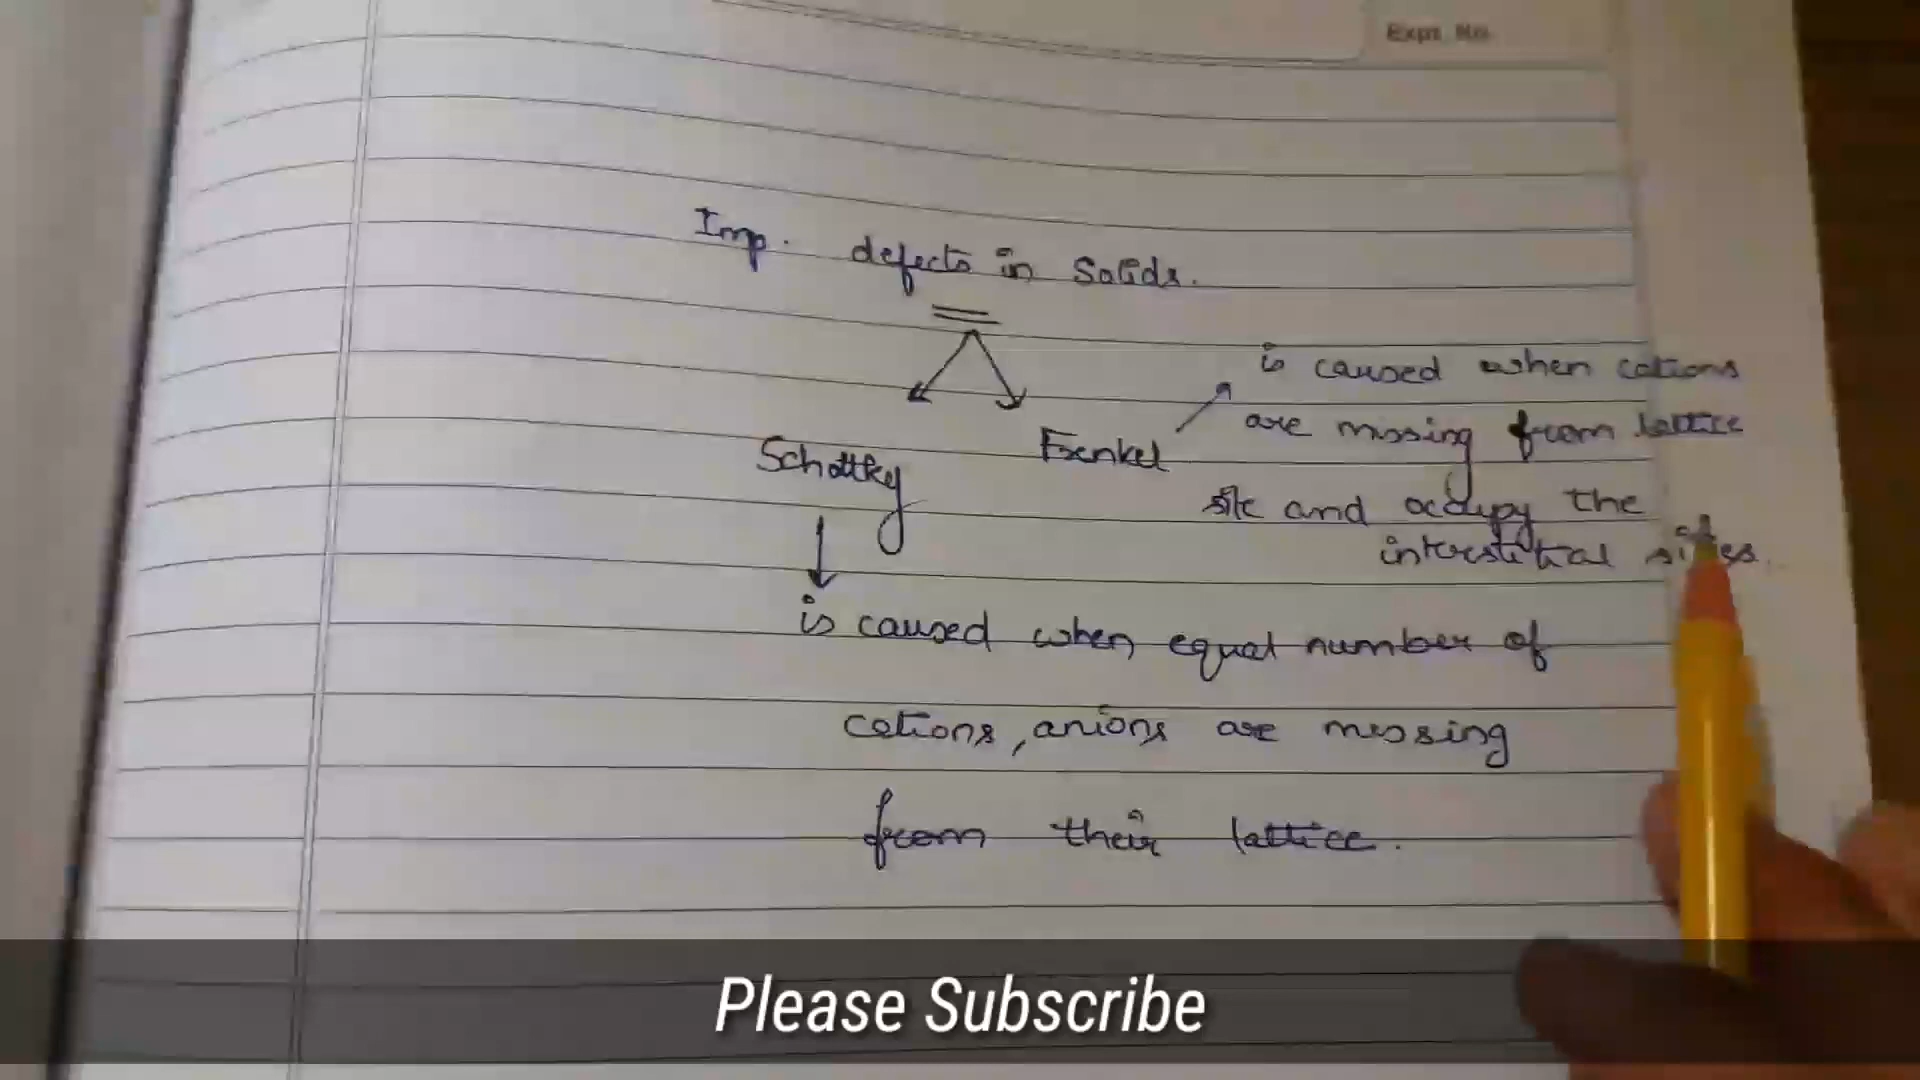 Expt. No.
Imp. defects in Solids.
is caused when cations
are missing from lattice
Frenkel
Schottky
site and occupy the
interstitial sites.
is caused when equal number of
cations, anions are missing
from their lattice.
Please Subscribe